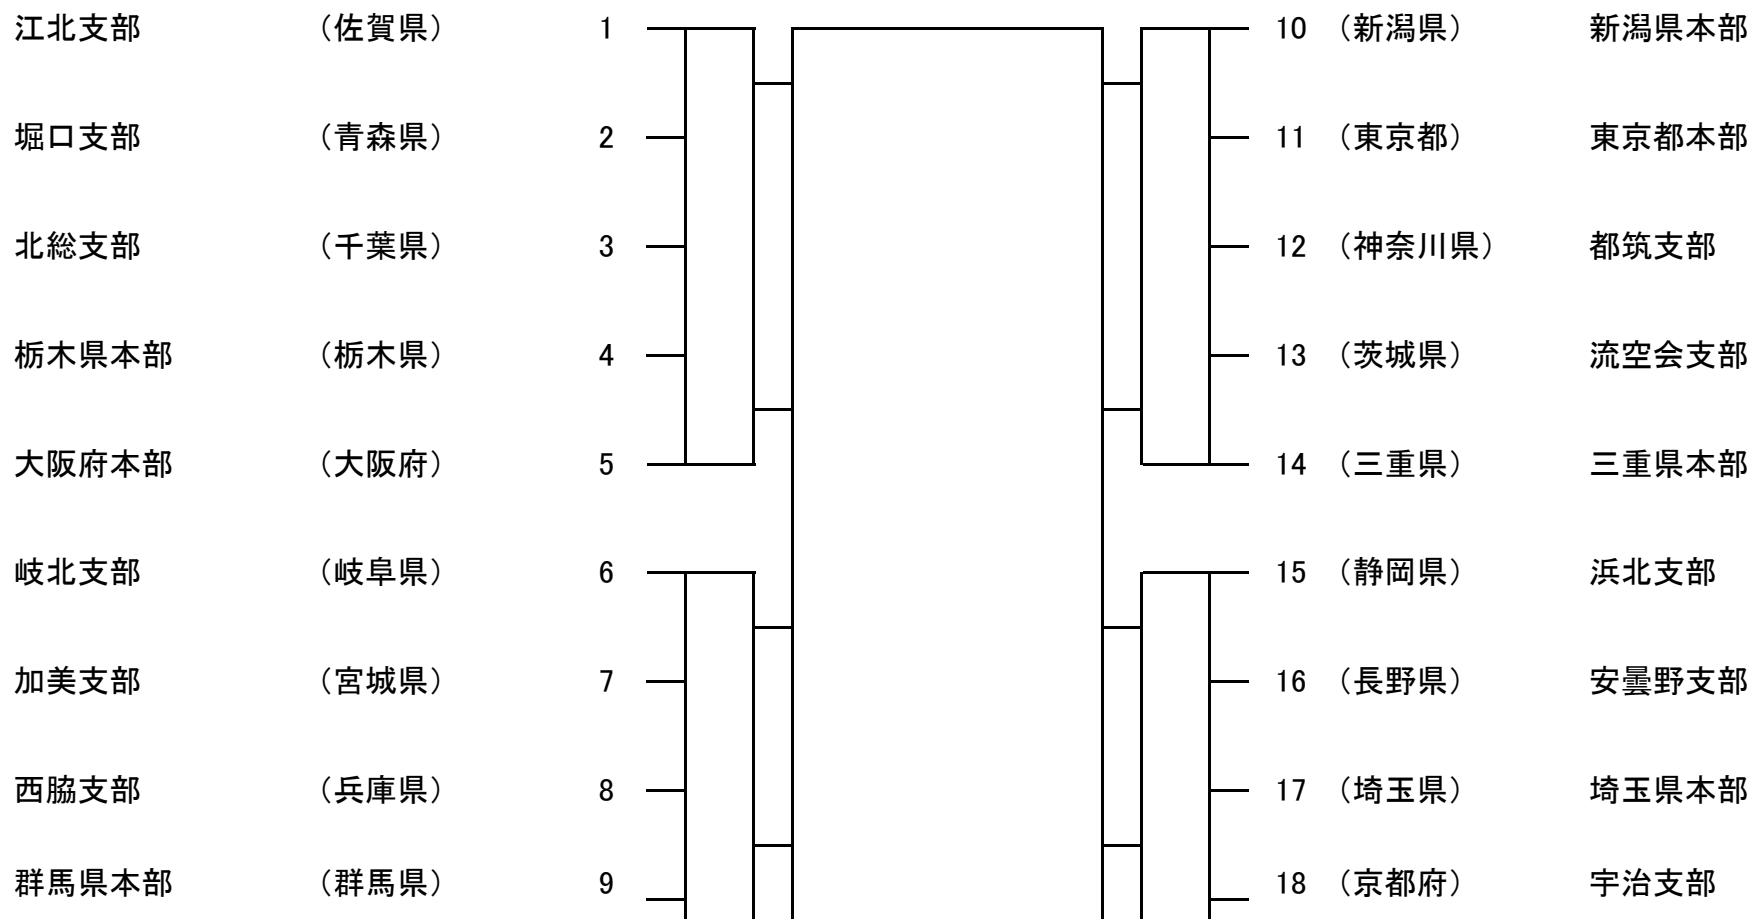 江北支部 （佐賀県） 1 10 （新潟県） 新潟県本部
堀口支部 （青森県） 2 11 （東京都） 東京都本部
北総支部 （千葉県） 3 12 （神奈川県） 都筑支部
栃木県本部 （栃木県） 4 13 （茨城県） 流空会支部
大阪府本部 （大阪府） 5 14 （三重県） 三重県本部
岐北支部 （岐阜県） 6 15 （静岡県） 浜北支部
加美支部 （宮城県） 7 16 （長野県） 安曇野支部
西脇支部 （兵庫県） 8 17 （埼玉県） 埼玉県本部
群馬県本部 （群馬県） 9 18 （京都府） 宇治支部